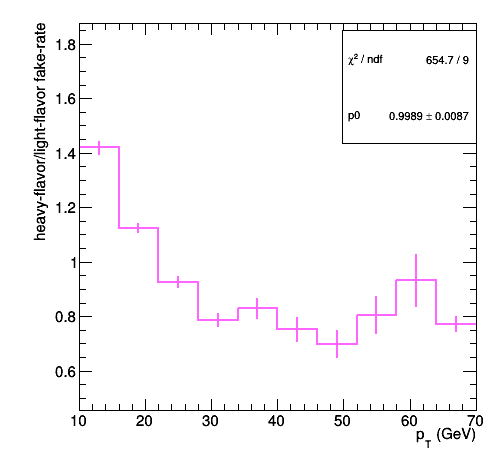 heavy-flavor/light-flavor fake-rate
χ² / ndf 654.7 / 9
p0 0.9989 ± 0.0087
1.8
1.6
1.4
1.2
1
0.8
0.6
10 20 30 40 50 60 70
p_T (GeV)